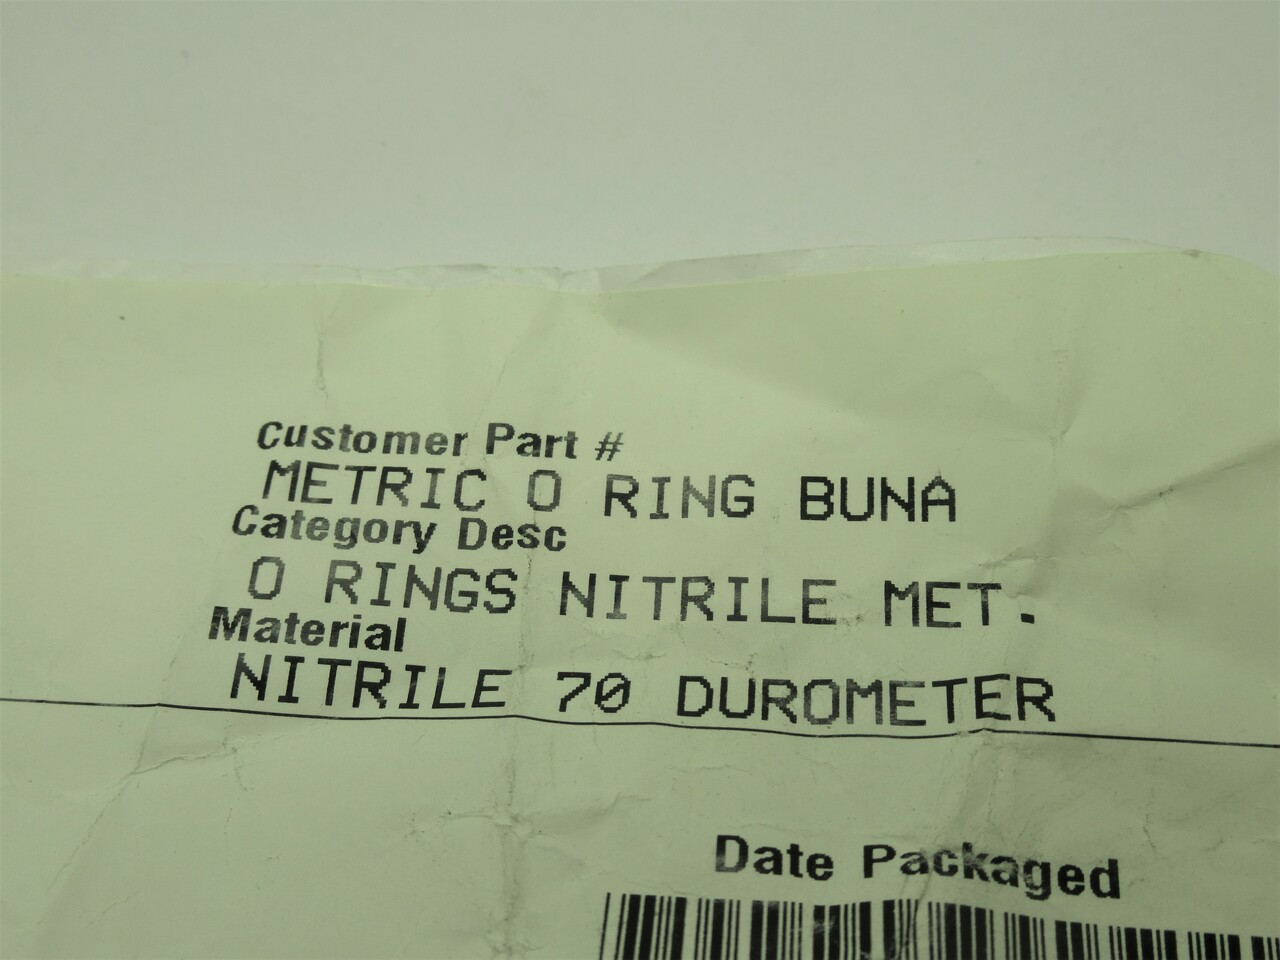 Customer Part #
METRIC O RING BUNA
Category Desc
O RINGS NITRILE MET.
Material
NITRILE 70 DUROMETER
Date Packaged